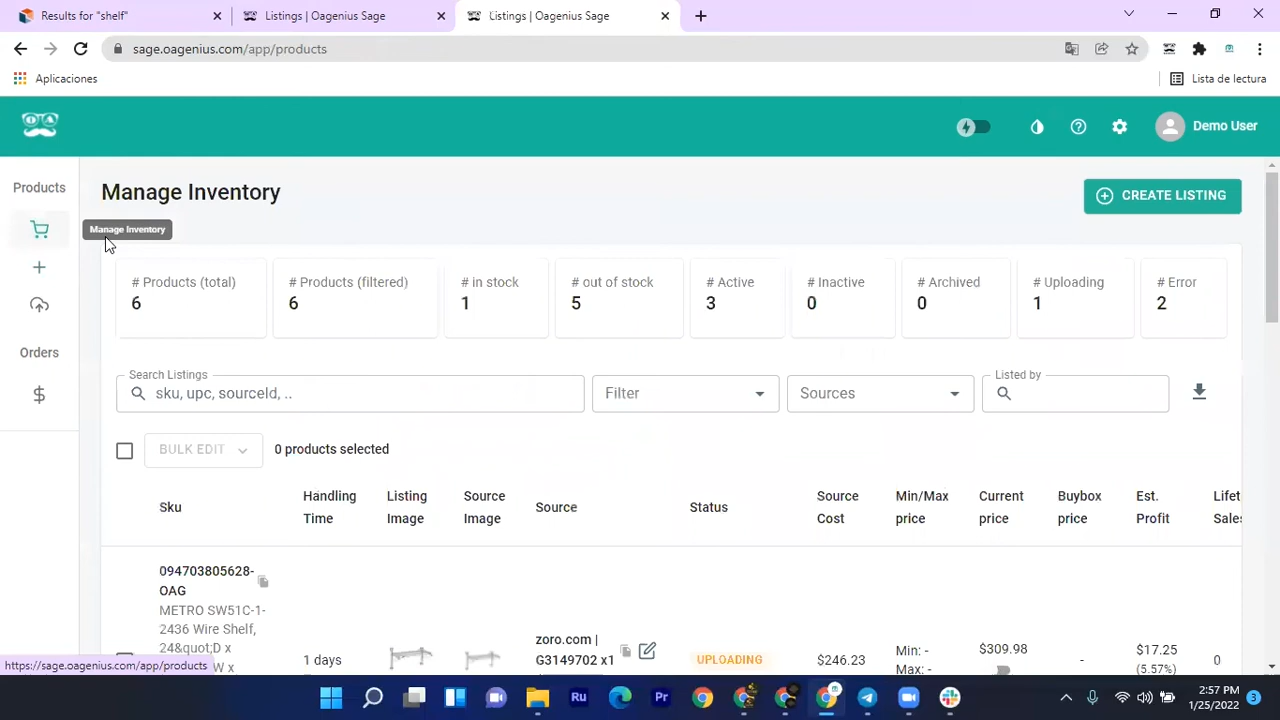 Results for "shelf"
Listings | Oagenius Sage
Listings | Oagenius Sage
sage.oagenius.com/app/products
Aplicaciones
Lista de lectura
Demo User
Products
Manage Inventory
CREATE LISTING
Manage Inventory
# Products (total)
6
# Products (filtered)
6
# in stock
1
# out of stock
5
# Active
3
# Inactive
0
# Archived
0
# Uploading
1
# Error
2
Orders
Search Listings
sku, upc, sourceId, ..
Filter
Sources
Listed by
BULK EDIT
0 products selected
Sku
Handling
Time
Listing
Image
Source
Image
Source
Status
Source
Cost
Min/Max
price
Current
price
Buybox
price
Est.
Profit
Lifet
Sales
094703805628-
OAG
METRO SW51C-1-
2436 Wire Shelf,
24&quot;D x
W x
1 days
zoro.com |
G3149702 x1
UPLOADING
$246.23
Min: -
Max: -
$309.98
-
$17.25
(5.57%)
0
https://sage.oagenius.com/app/products
Ru
Pr
2:57 PM
1/25/2022
3